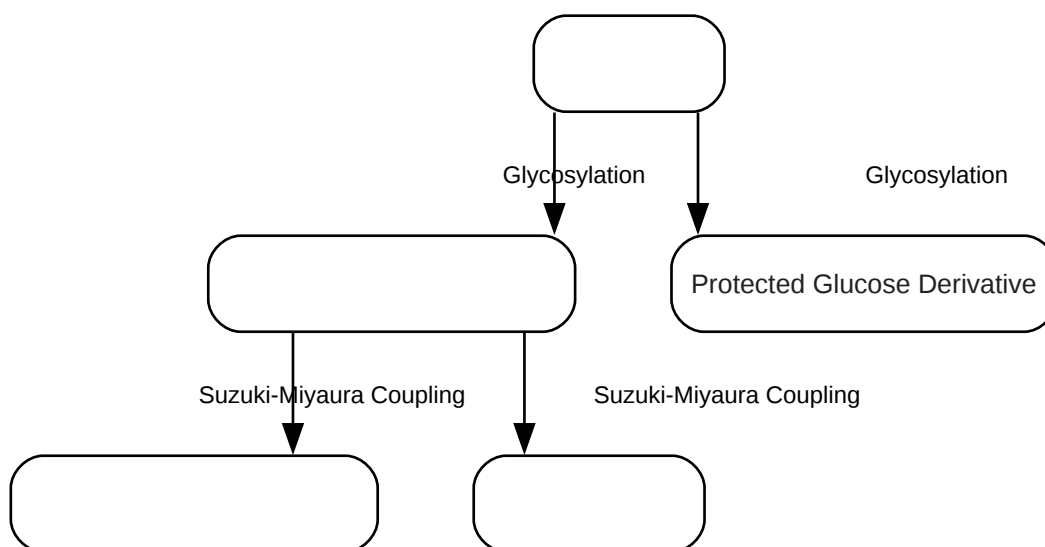 Glycosylation
Glycosylation
Protected Glucose Derivative
Suzuki-Miyaura Coupling
Suzuki-Miyaura Coupling